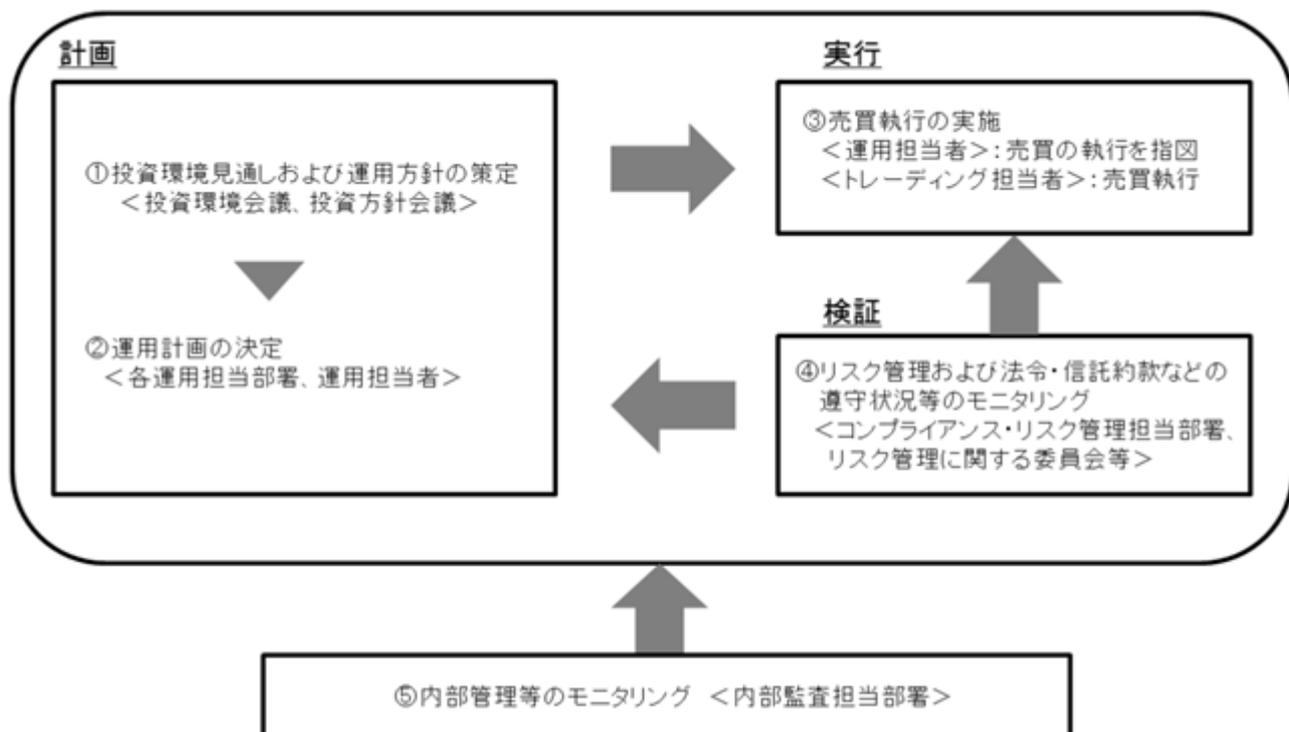 計画
①投資環境見通しおよび運用方針の策定
＜投資環境会議、投資方針会議＞
②運用計画の決定
＜各運用担当部署、運用担当者＞
実行
③売買執行の実施
＜運用担当者＞：売買の執行を指図
＜トレーディング担当者＞：売買執行
検証
④リスク管理および法令・信託約款などの
遵守状況等のモニタリング
＜コンプライアンス・リスク管理担当部署、
リスク管理に関する委員会等＞
⑤内部管理等のモニタリング ＜内部監査担当部署＞